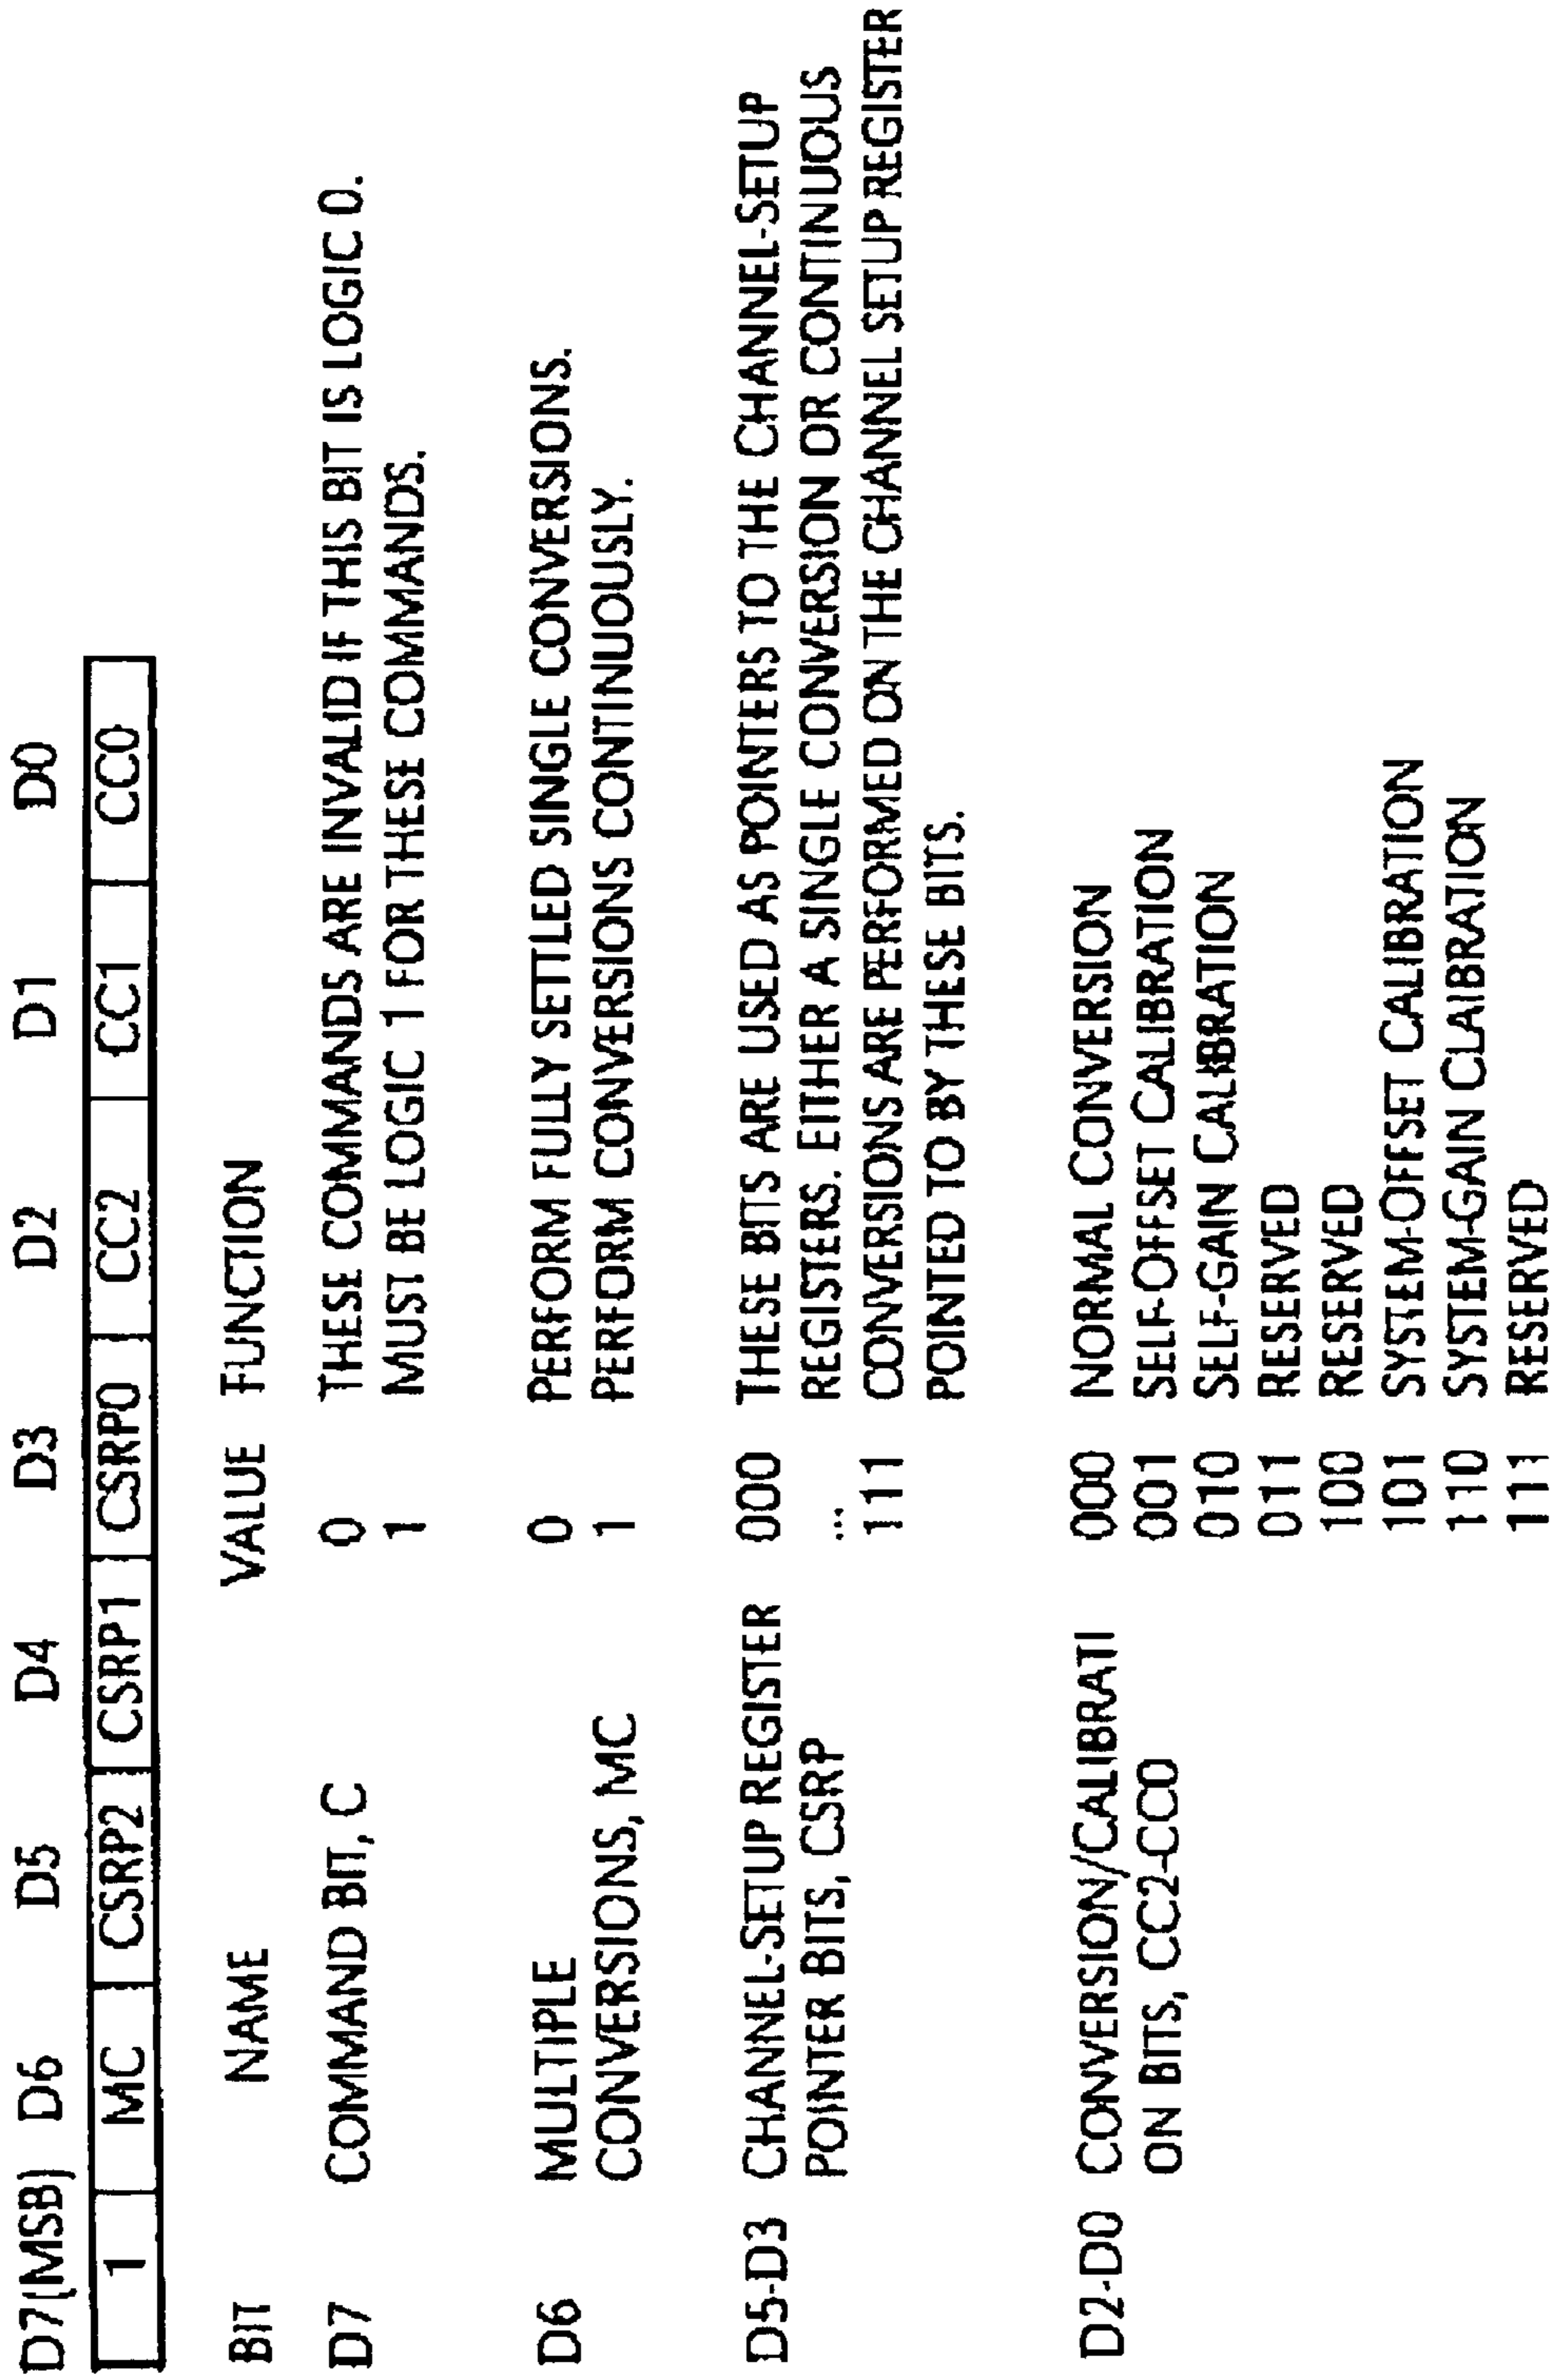 D7(MSB) D6 D5 D4 D3 D2 D1 D0
1 MC CSRP2 CSRP1 CSRP0 CC2 CC1 CC0
BIT NAME VALUE FUNCTION
D7 COMMAND BIT, C 0 THESE COMMANDS ARE INVALID IF THIS BIT IS LOGIC 0.
1 MUST BE LOGIC 1 FOR THESE COMMANDS.
D6 MULTIPLE 0 PERFORM FULLY SETTLED SINGLE CONVERSIONS.
CONVERSIONS, MC 1 PERFORM CONVERSIONS CONTINUOUSLY.
D5-D3 CHANNEL-SETUP REGISTER 000 THESE BITS ARE USED AS POINTERS TO THE CHANNEL-SETUP
POINTER BITS, CSRP ... REGISTERS. EITHER A SINGLE CONVERSION OR CONTINUOUS
111 CONVERSIONS ARE PERFORMED ON THE CHANNEL SETUP REGISTER
POINTED TO BY THESE BITS.
D2-D0 CONVERSION/CALIBRATI 000 NORMAL CONVERSION
ON BITS, CC2-CC0 001 SELF-OFFSET CALIBRATION
010 SELF-GAIN CALIBRATION
011 RESERVED
100 RESERVED
101 SYSTEM-OFFSET CALIBRATION
110 SYSTEM-GAIN CLAIBRATION
111 RESERVED